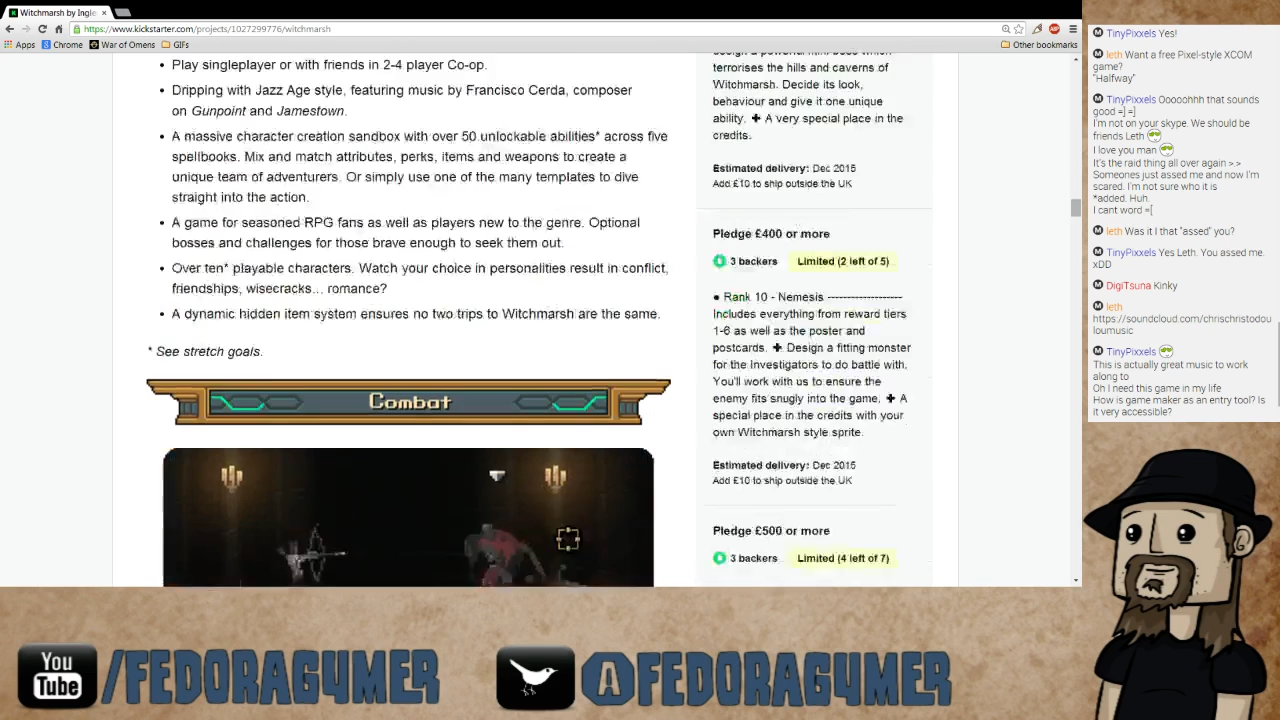 Witchmarsh by Ingle
https://www.kickstarter.com/projects/1027299776/witchmarsh
Apps
Chrome
War of Omens
GIFs
Other bookmarks
• Play singleplayer or with friends in 2-4 player Co-op.
• Dripping with Jazz Age style, featuring music by Francisco Cerda, composer
on Gunpoint and Jamestown.
• A massive character creation sandbox with over 50 unlockable abilities* across five
spellbooks. Mix and match attributes, perks, items and weapons to create a
unique team of adventurers. Or simply use one of the many templates to dive
straight into the action.
• A game for seasoned RPG fans as well as players new to the genre. Optional
bosses and challenges for those brave enough to seek them out.
• Over ten* playable characters. Watch your choice in personalities result in conflict,
friendships, wisecracks... romance?
• A dynamic hidden item system ensures no two trips to Witchmarsh are the same.
* See stretch goals.
Combat
terrorises the hills and caverns of
Witchmarsh. Decide its look,
behaviour and give it one unique
ability. ✚ A very special place in the
credits.
Estimated delivery: Dec 2015
Add £10 to ship outside the UK
Pledge £400 or more
3 backers Limited (2 left of 5)
● Rank 10 - Nemesis -------------------
Includes everything from reward tiers
1-6 as well as the poster and
postcards. ✚ Design a fitting monster
for the Investigators to do battle with.
You'll work with us to ensure the
enemy fits snugly into the game. ✚ A
special place in the credits with your
own Witchmarsh style sprite.
Estimated delivery: Dec 2015
Add £10 to ship outside the UK
Pledge £500 or more
3 backers Limited (4 left of 7)
TinyPixxels Yes!
leth Want a free Pixel-style XCOM
game?
"Halfway"
TinyPixxels Ooooohhh that sounds
good =] =]
I'm not on your skype. We should be
friends Leth
I love you man
It's the raid thing all over again >.>
Someones just assed me and now I'm
scared. I'm not sure who it is
*added. Huh.
I cant word =[
leth Was it I that "assed" you?
TinyPixxels Yes Leth. You assed me.
xDD
DigiTsuna Kinky
leth
https://soundcloud.com/chrischristodou
loumusic
TinyPixxels
This is actually great music to work
along to
Oh I need this game in my life
How is game maker as an entry tool? Is
it very accessible?
You
Tube
/FEDORAG4MER
@FEDORAG4MER